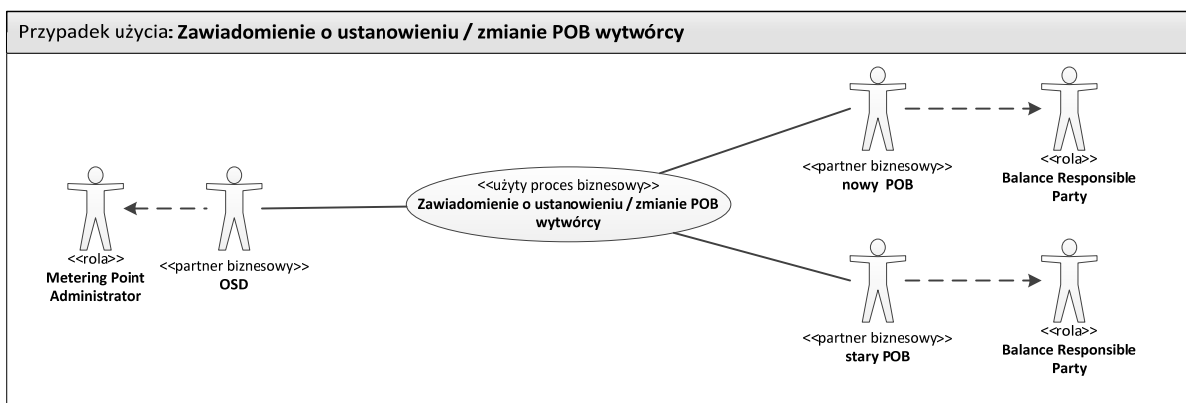 Przypadek użycia: Zawiadomienie o ustanowieniu / zmianie POB wytwórcy
<<rola>>
Metering Point
Administrator
<<partner biznesowy>>
OSD
<<użyty proces biznesowy>>
Zawiadomienie o ustanowieniu / zmianie POB
wytwórcy
<<partner biznesowy>>
nowy POB
<<rola>>
Balance Responsible
Party
<<partner biznesowy>>
stary POB
<<rola>>
Balance Responsible
Party